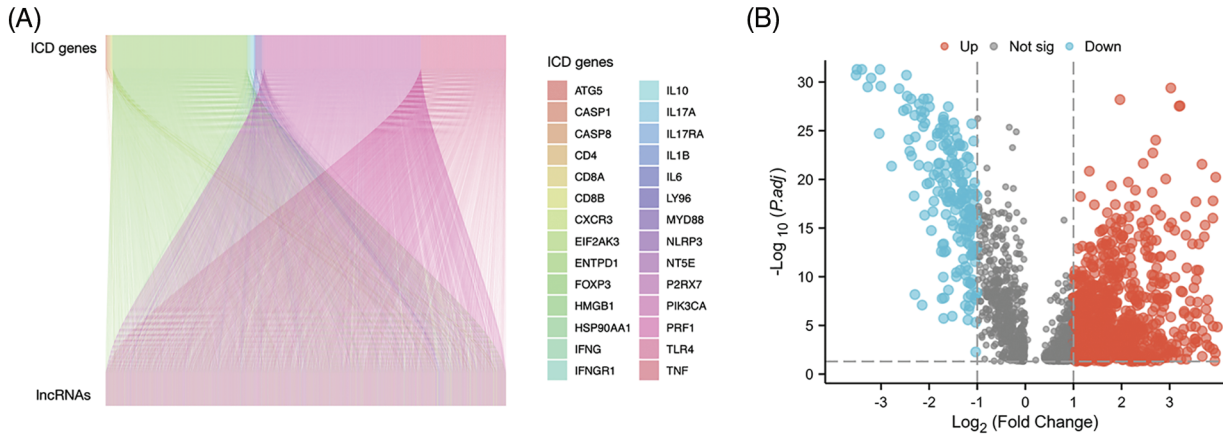 (A)
ICD genes
lncRNAs
ICD genes
ATG5
CASP1
CASP8
CD4
CD8A
CD8B
CXCR3
EIF2AK3
ENTPD1
FOXP3
HMGB1
HSP90AA1
IFNG
IFNGR1
IL10
IL17A
IL17RA
IL1B
IL6
LY96
MYD88
NLRP3
NT5E
P2RX7
PIK3CA
PRF1
TLR4
TNF
(B)
Up Not sig Down
-Log10 (P.adj)
30
25
20
15
10
5
0
-3 -2 -1 0 1 2 3
Log2 (Fold Change)